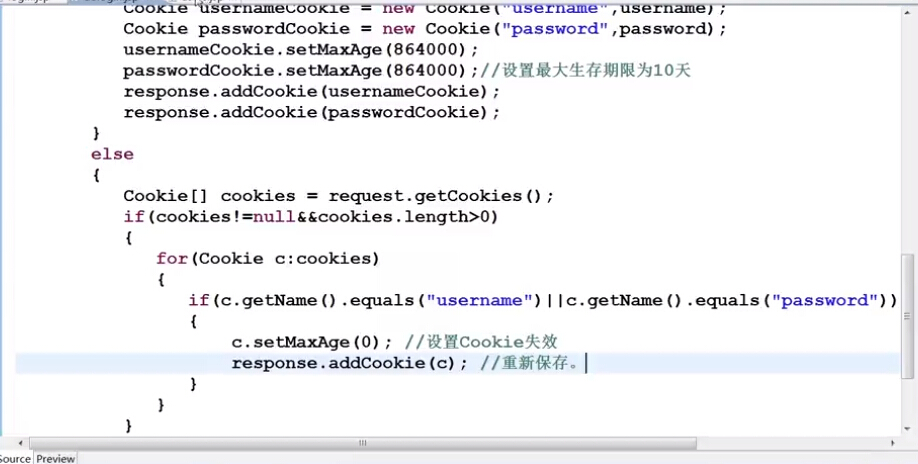 Cookie usernameCookie = new Cookie("username",username);
Cookie passwordCookie = new Cookie("password",password);
usernameCookie.setMaxAge(864000);
passwordCookie.setMaxAge(864000);//设置最大生存期限为10天
response.addCookie(usernameCookie);
response.addCookie(passwordCookie);
}
else
{
Cookie[] cookies = request.getCookies();
if(cookies!=null&&cookies.length>0)
{
for(Cookie c:cookies)
{
if(c.getName().equals("username")||c.getName().equals("password"))
{
c.setMaxAge(0); //设置Cookie失效
response.addCookie(c); //重新保存。
}
}
}
Source Preview